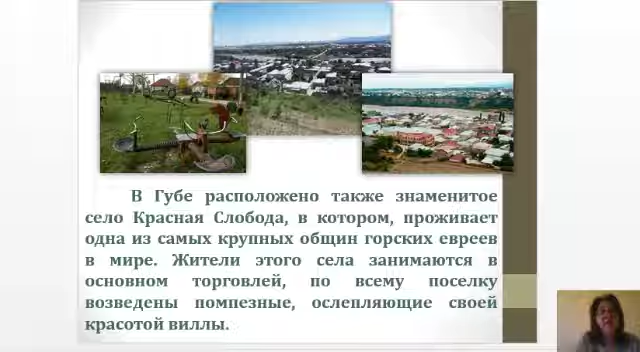 В Губе расположено также знаменитое
село Красная Слобода, в котором, проживает
одна из самых крупных общин горских евреев
в мире. Жители этого села занимаются в
основном торговлей, по всему поселку
возведены помпезные, ослепляющие своей
красотой виллы.